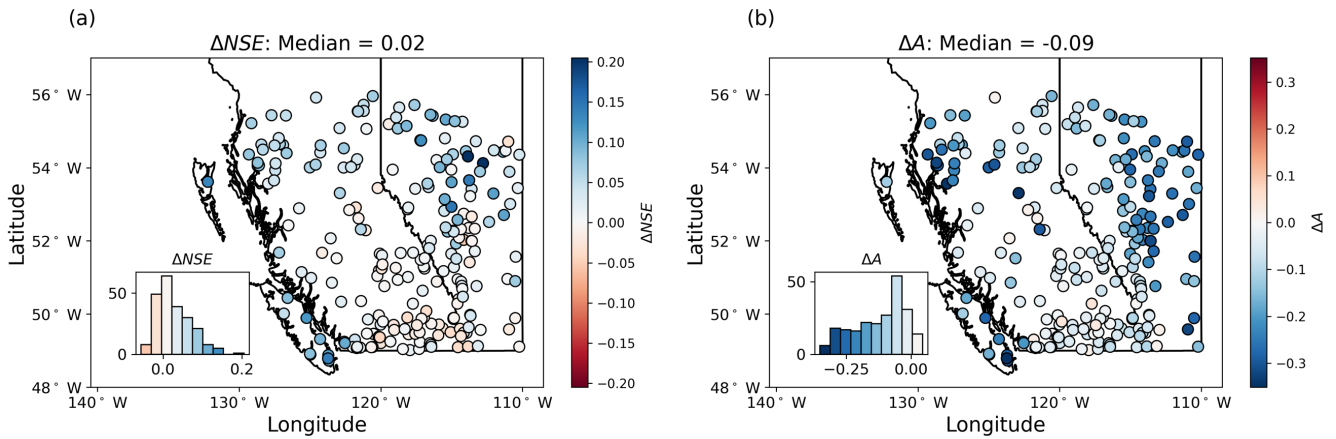 (a)
ΔNSE: Median = 0.02
56° W
54° W
52° W
50° W
48° W
Latitude
140° W
130° W
120° W
110° W
Longitude
ΔNSE
50
0
0.0
0.2
0.20
0.15
0.10
0.05
0.00
−0.05
−0.10
−0.15
−0.20
ΔNSE
(b)
ΔA: Median = -0.09
56° W
54° W
52° W
50° W
48° W
Latitude
140° W
130° W
120° W
110° W
Longitude
ΔA
50
0
−0.25
0.00
0.3
0.2
0.1
0.0
−0.1
−0.2
−0.3
ΔA